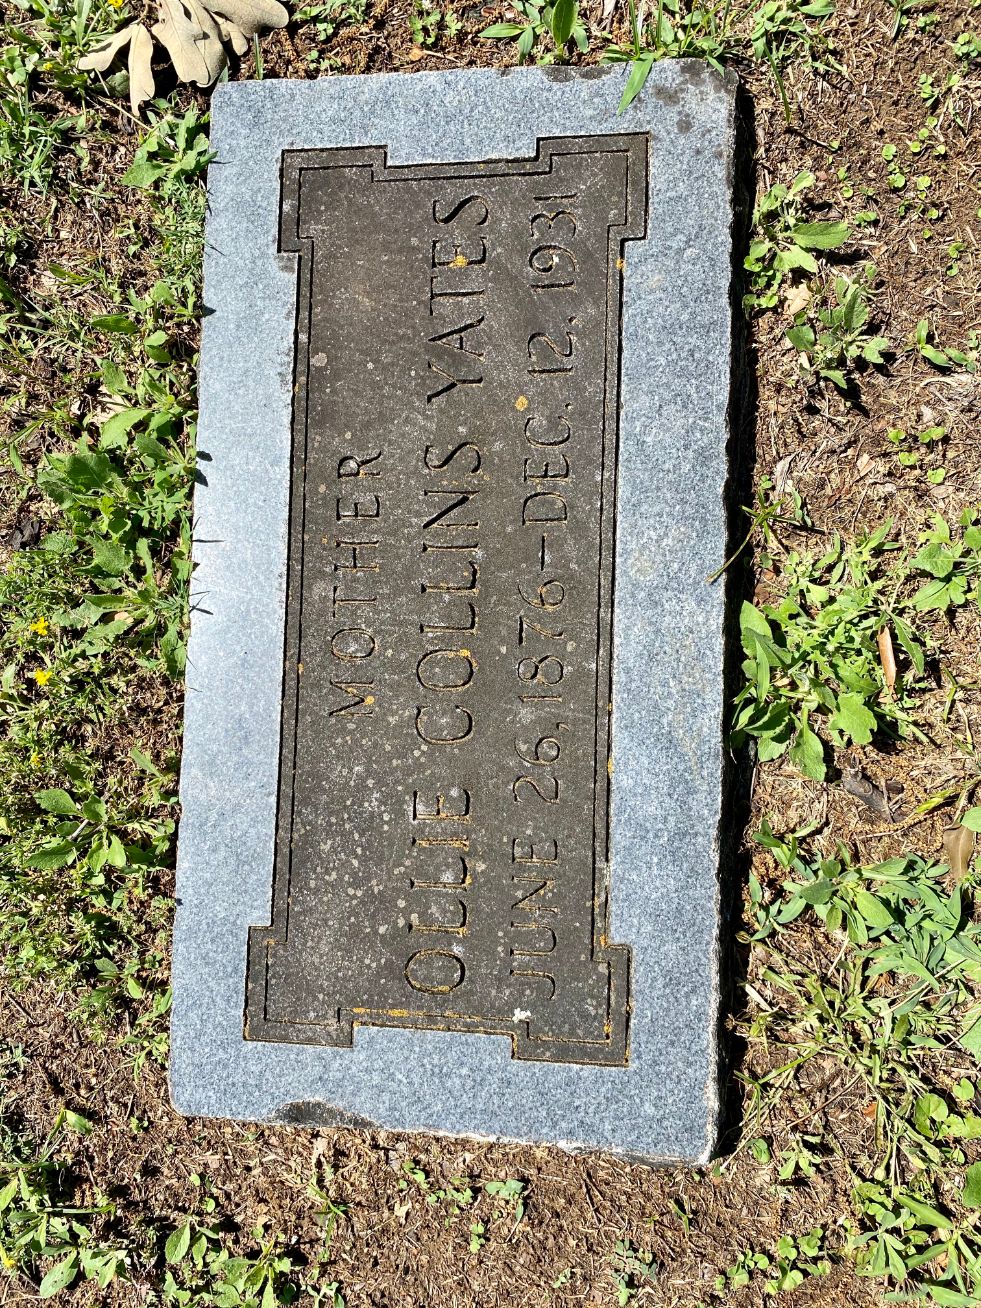 MOTHER
OLLIE COLLINS YATES
JUNE 26, 1876-DEC. 12, 1931